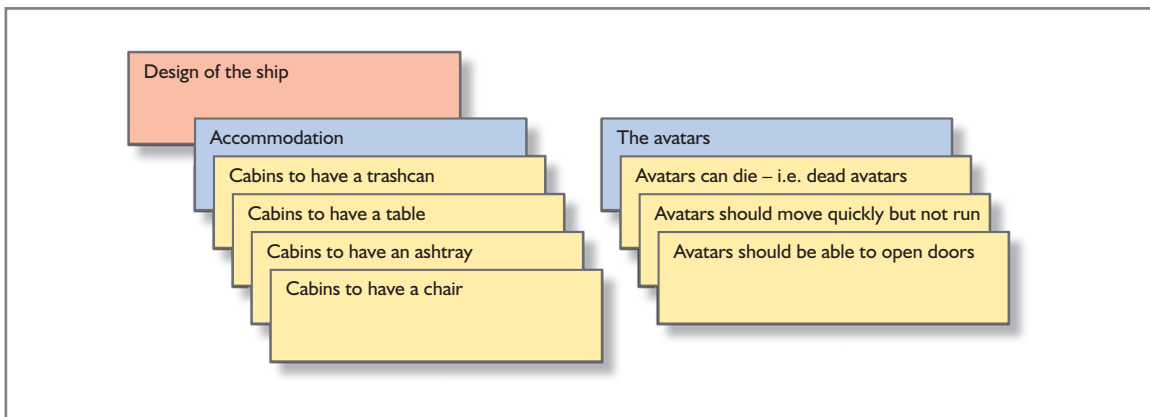 Design of the ship
Accommodation
Cabins to have a trashcan
Cabins to have a table
Cabins to have an ashtray
Cabins to have a chair
The avatars
Avatars can die – i.e. dead avatars
Avatars should move quickly but not run
Avatars should be able to open doors